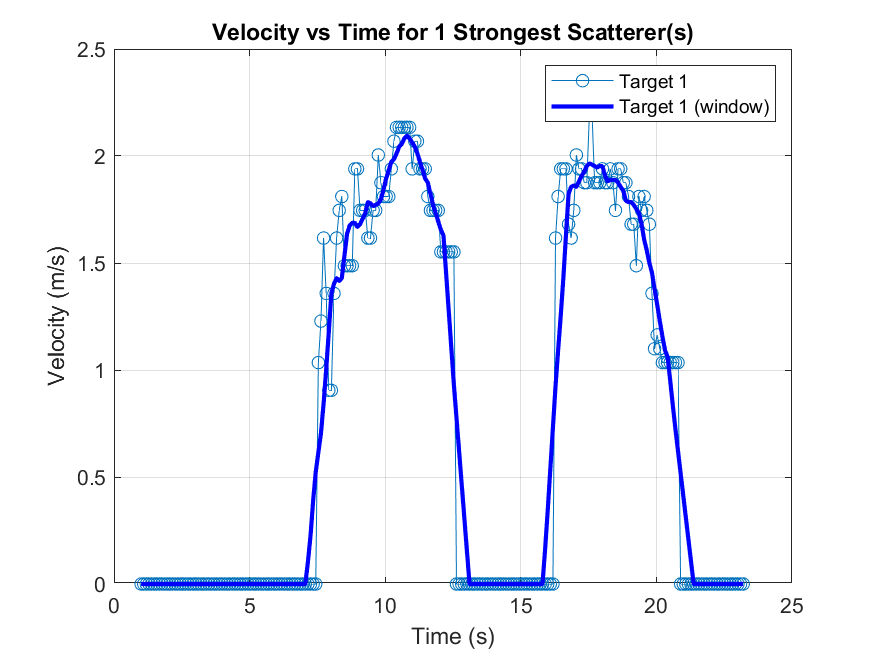 Velocity vs Time for 1 Strongest Scatterer(s)
2.5
Target 1
Target 1 (window)
2
1.5
Velocity (m/s)
1
0.5
0
0 5 10 15 20 25
Time (s)